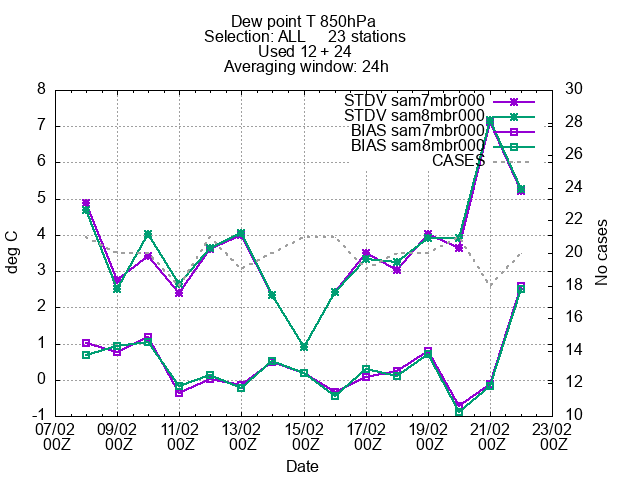 Dew point T 850hPa
Selection: ALL 23 stations
Used 12 + 24
Averaging window: 24h
STDV sam7mbr000
STDV sam8mbr000
BIAS sam7mbr000
BIAS sam8mbr000
CASES
deg C
8
7
6
5
4
3
2
1
0
-1
No cases
30
28
26
24
22
20
18
16
14
12
10
07/02 09/02 11/02 13/02 15/02 17/02 19/02 21/02 23/02
00Z 00Z 00Z 00Z 00Z 00Z 00Z 00Z 00Z
Date